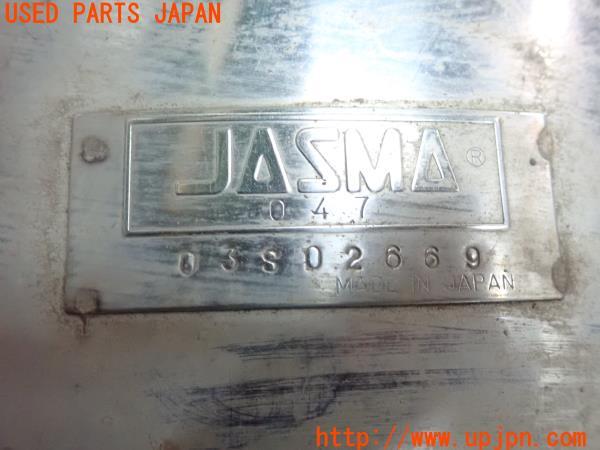 USED PARTS JAPAN
JASMA®
047
03S02669
MADE IN JAPAN
http://www.upjpn.com/